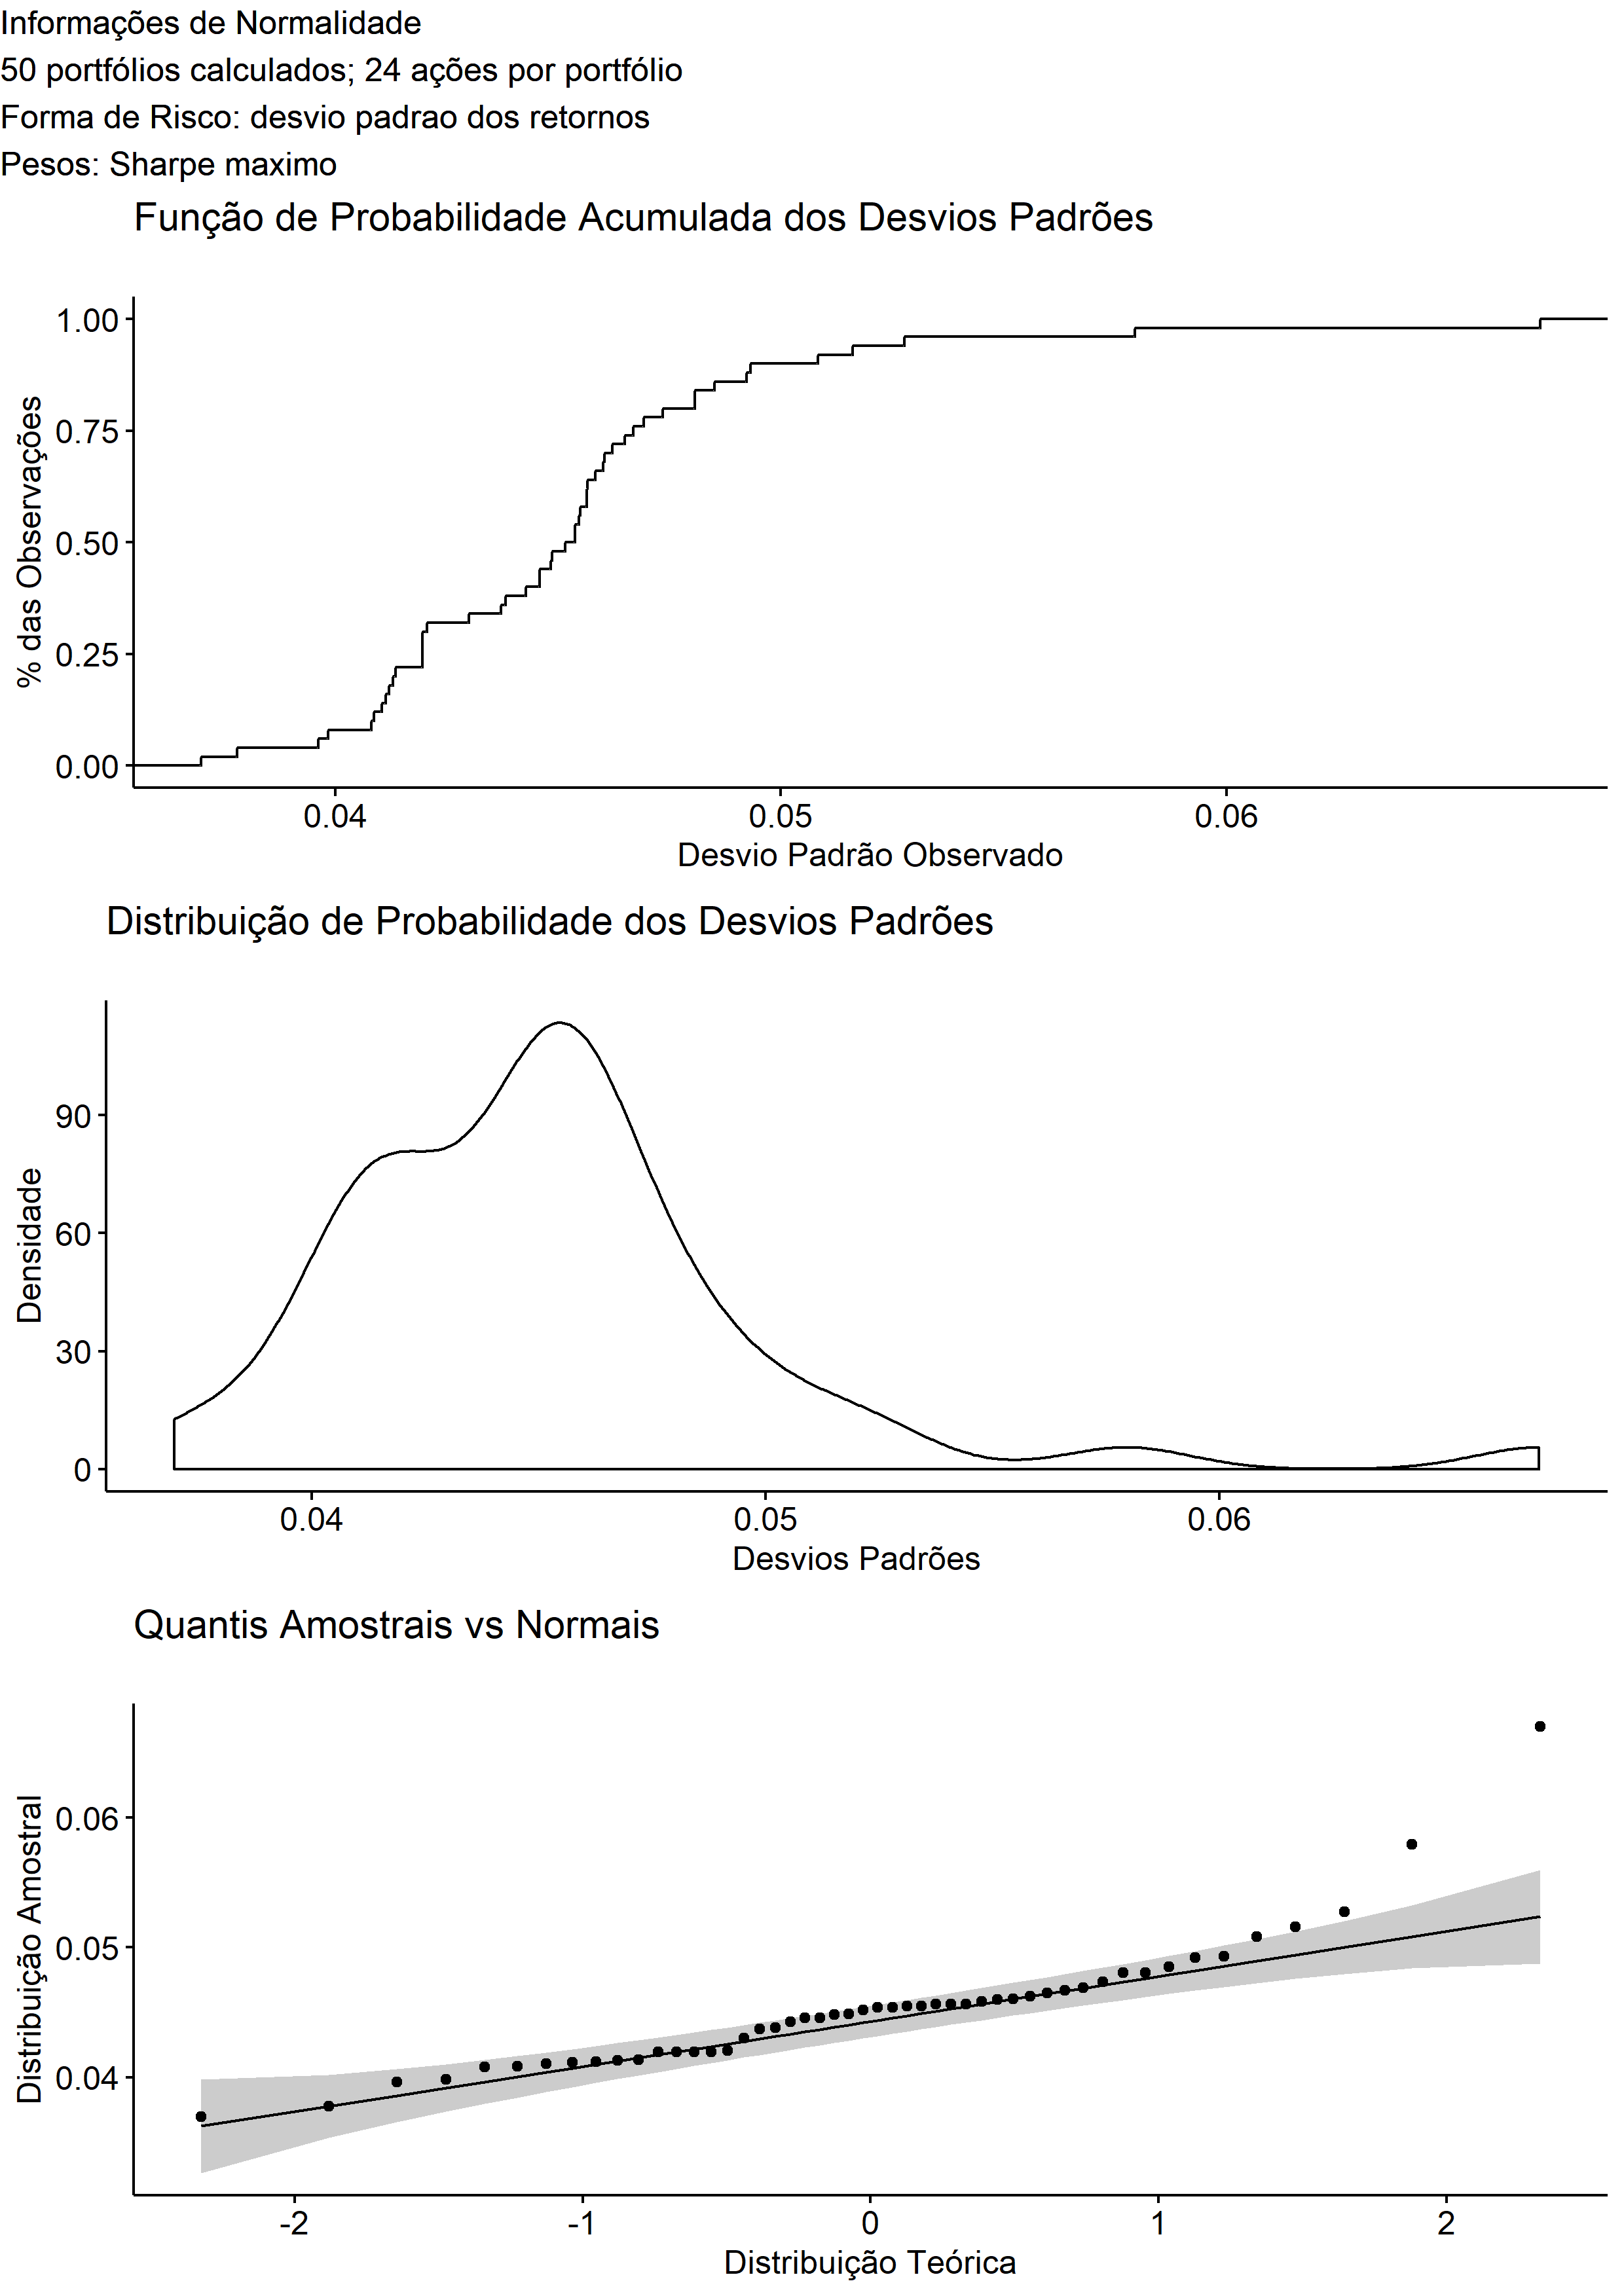 Informações de Normalidade
50 portfólios calculados; 24 ações por portfólio
Forma de Risco: desvio padrao dos retornos
Pesos: Sharpe maximo
Função de Probabilidade Acumulada dos Desvios Padrões
% das Observações
1.00
0.75
0.50
0.25
0.00
0.04 0.05 0.06
Desvio Padrão Observado
Distribuição de Probabilidade dos Desvios Padrões
Densidade
90
60
30
0
0.04 0.05 0.06
Desvios Padrões
Quantis Amostrais vs Normais
Distribuição Amostral
0.06
0.05
0.04
-2 -1 0 1 2
Distribuição Teórica